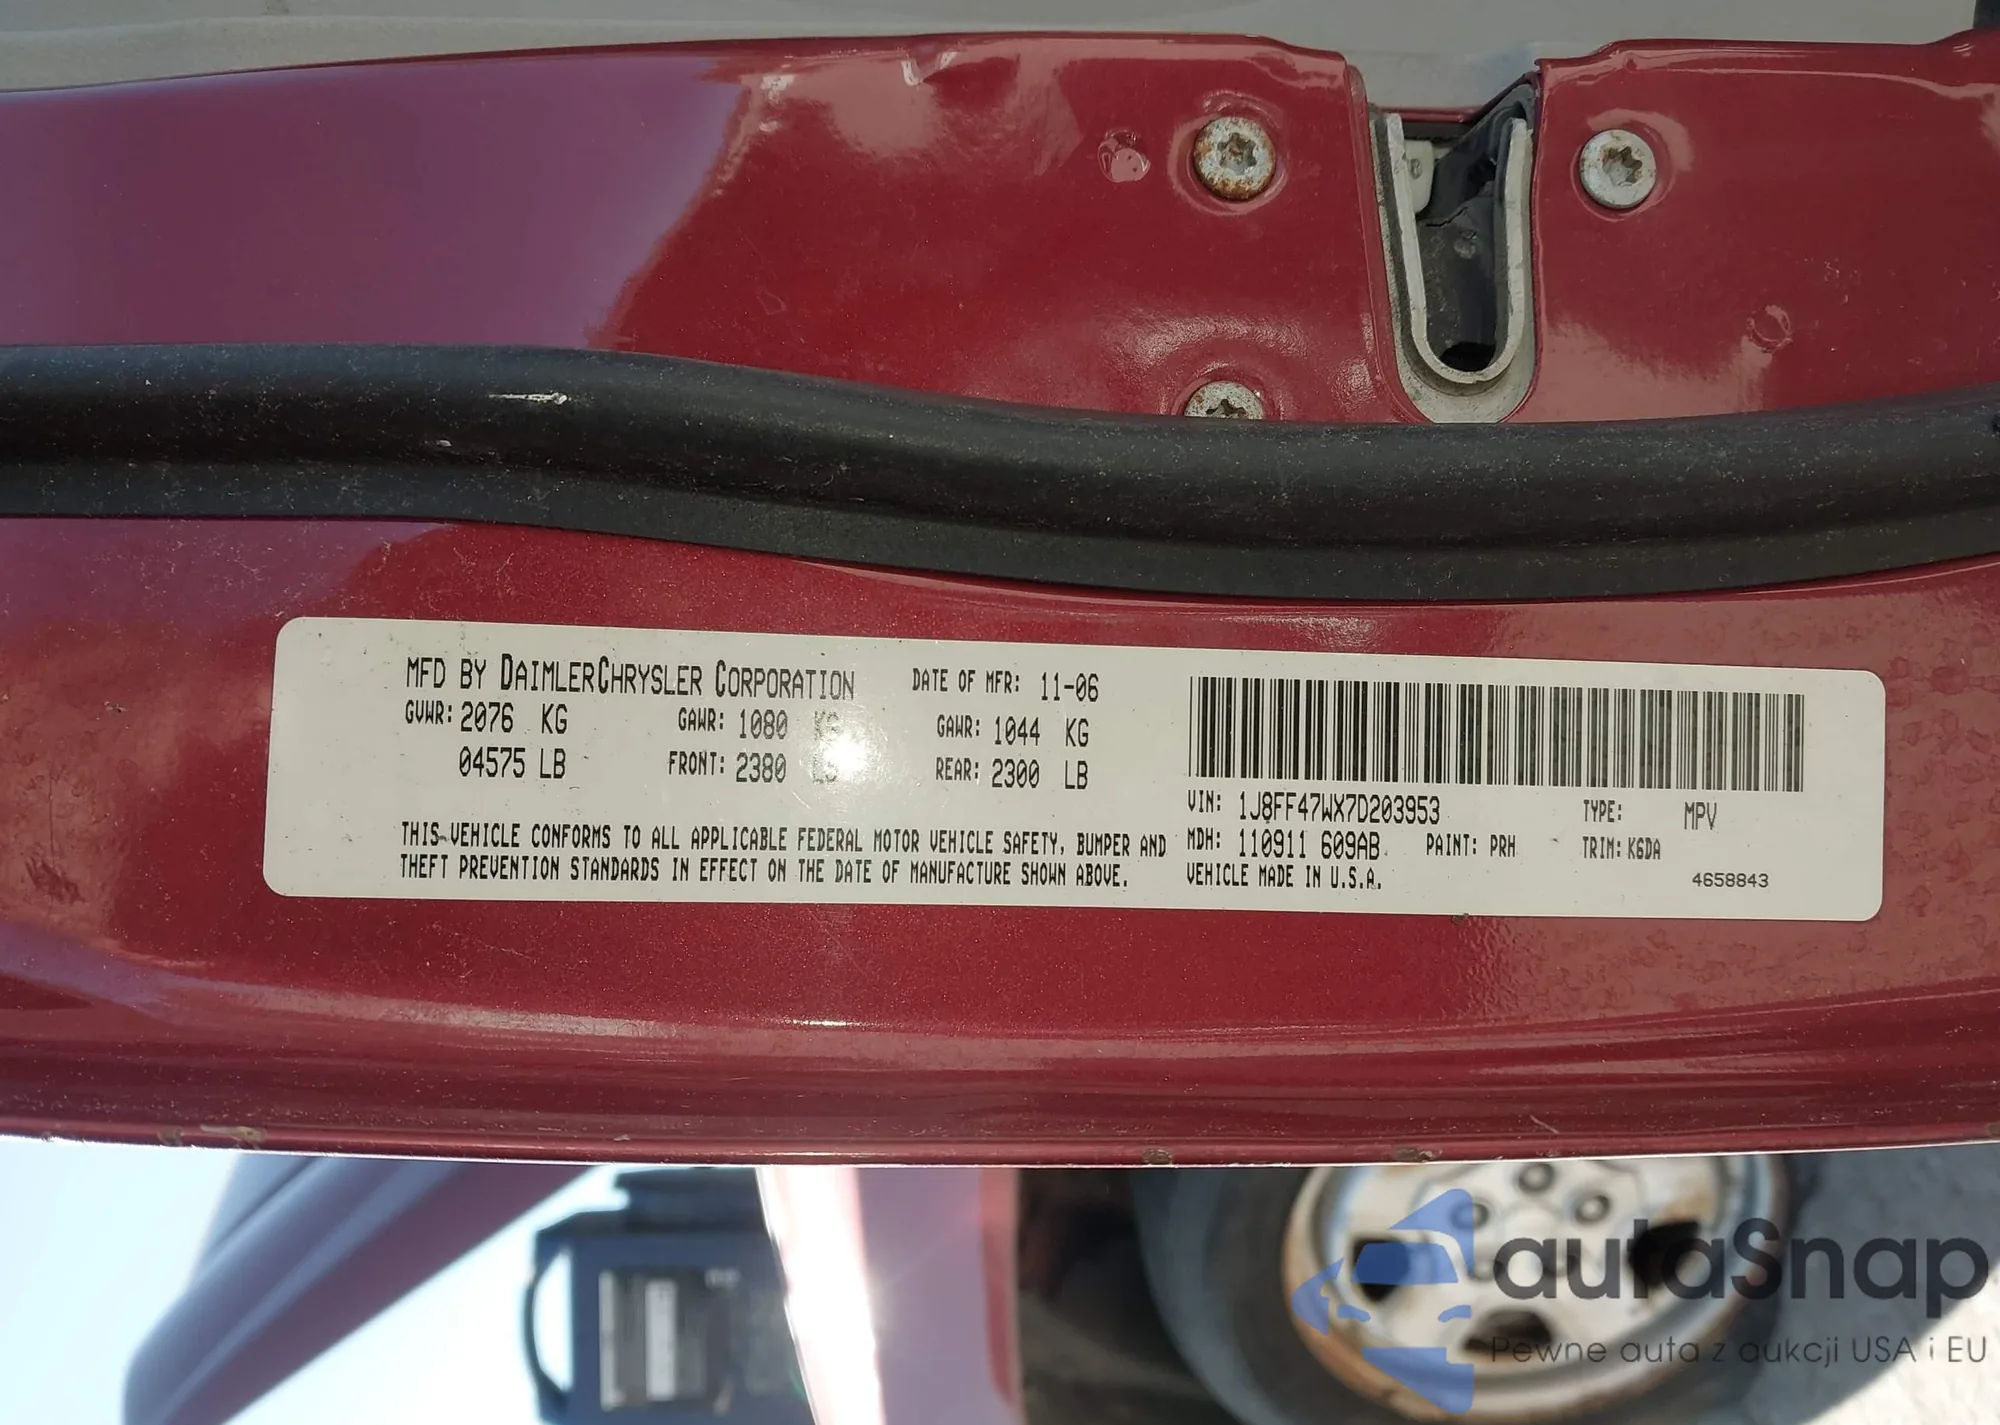 MFD BY DAIMLERCHRYSLER CORPORATION DATE OF MFR: 11-06
GVWR: 2076 KG GAWR: 1080 KG GAWR: 1044 KG
04575 LB FRONT: 2380 LB REAR: 2300 LB
THIS VEHICLE CONFORMS TO ALL APPLICABLE FEDERAL MOTOR VEHICLE SAFETY, BUMPER AND
THEFT PREVENTION STANDARDS IN EFFECT ON THE DATE OF MANUFACTURE SHOWN ABOVE.
VIN: 1J8FF47WX7D203953 TYPE: MPV
MDH: 110911 609AB PAINT: PRH TRIM: K6DA
VEHICLE MADE IN U.S.A. 4658843
autaSnap
Pewne auta z aukcji USA i EU